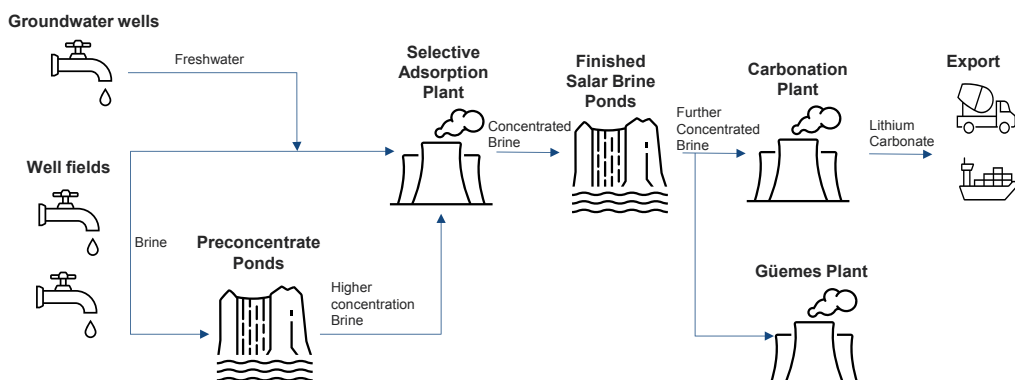 Groundwater wells
Freshwater
Selective
Adsorption
Plant
Finished
Salar Brine
Ponds
Carbonation
Plant
Export
Concentrated
Brine
Further
Concentrated
Brine
Lithium
Carbonate
Well fields
Brine
Preconcentrate
Ponds
Higher
concentration
Brine
Güemes Plant